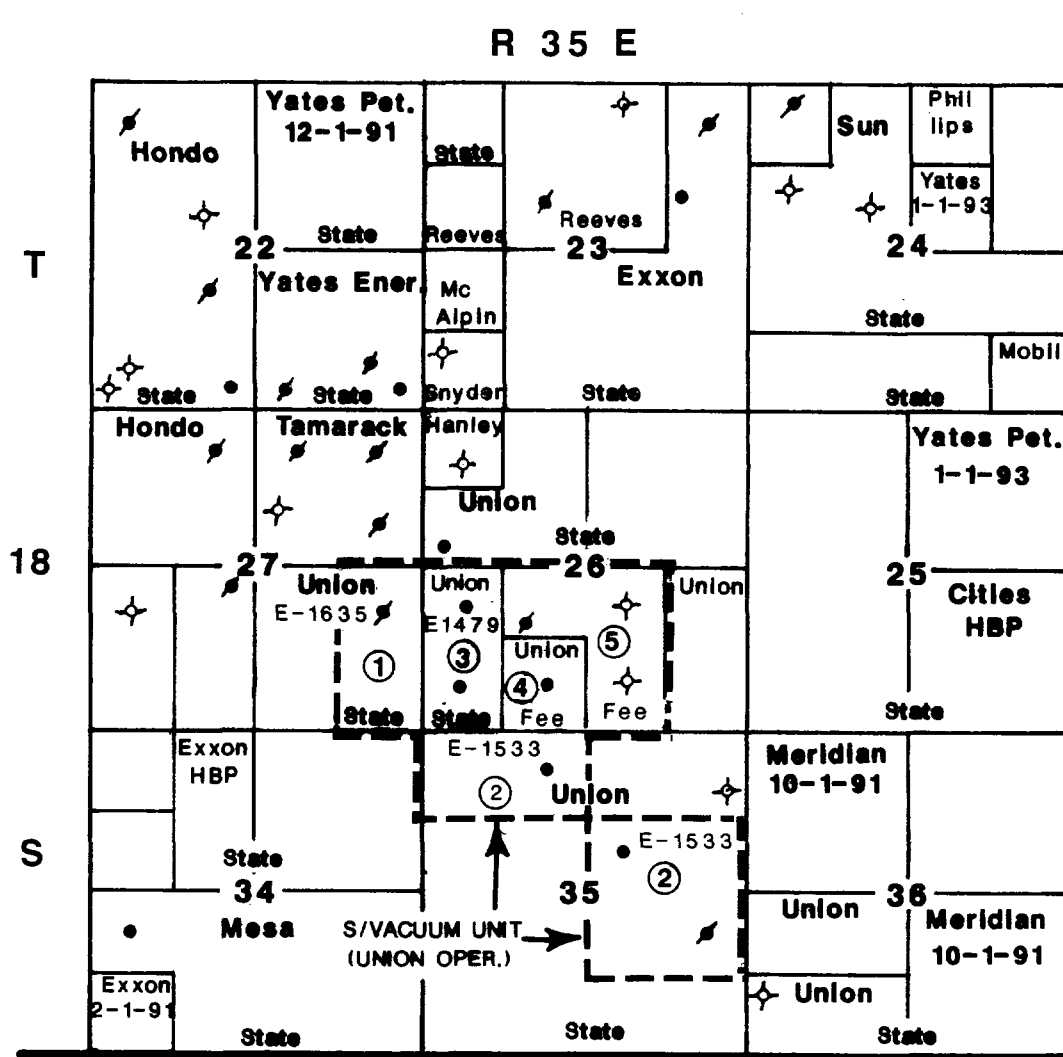 R 35 E
T
18
S
Yates Pet.
12-1-91
Hondo
State
22
State
Reeves
Reeves
23
Exxon
Sun
Phil
lips
Yates
1-1-93
24
State
Mobil
State
Yates Ener.
Mc
Alpin
Snyder
State
State
State
Hondo
Tamarack
Hanley
Union
State
26
Yates Pet.
1-1-93
25
Cities
HBP
State
27
Union
E-1635
1
State
Union
E1479
3
State
Union
4
Fee
5
Fee
Union
Exxon
HBP
State
34
Mesa
Exxon
2-1-91
State
E-1533
2
Union
E-1533
2
35
S/VACUUM UNIT
(UNION OPER.)
State
Meridian
10-1-91
36
Union
Meridian
10-1-91
Union
State